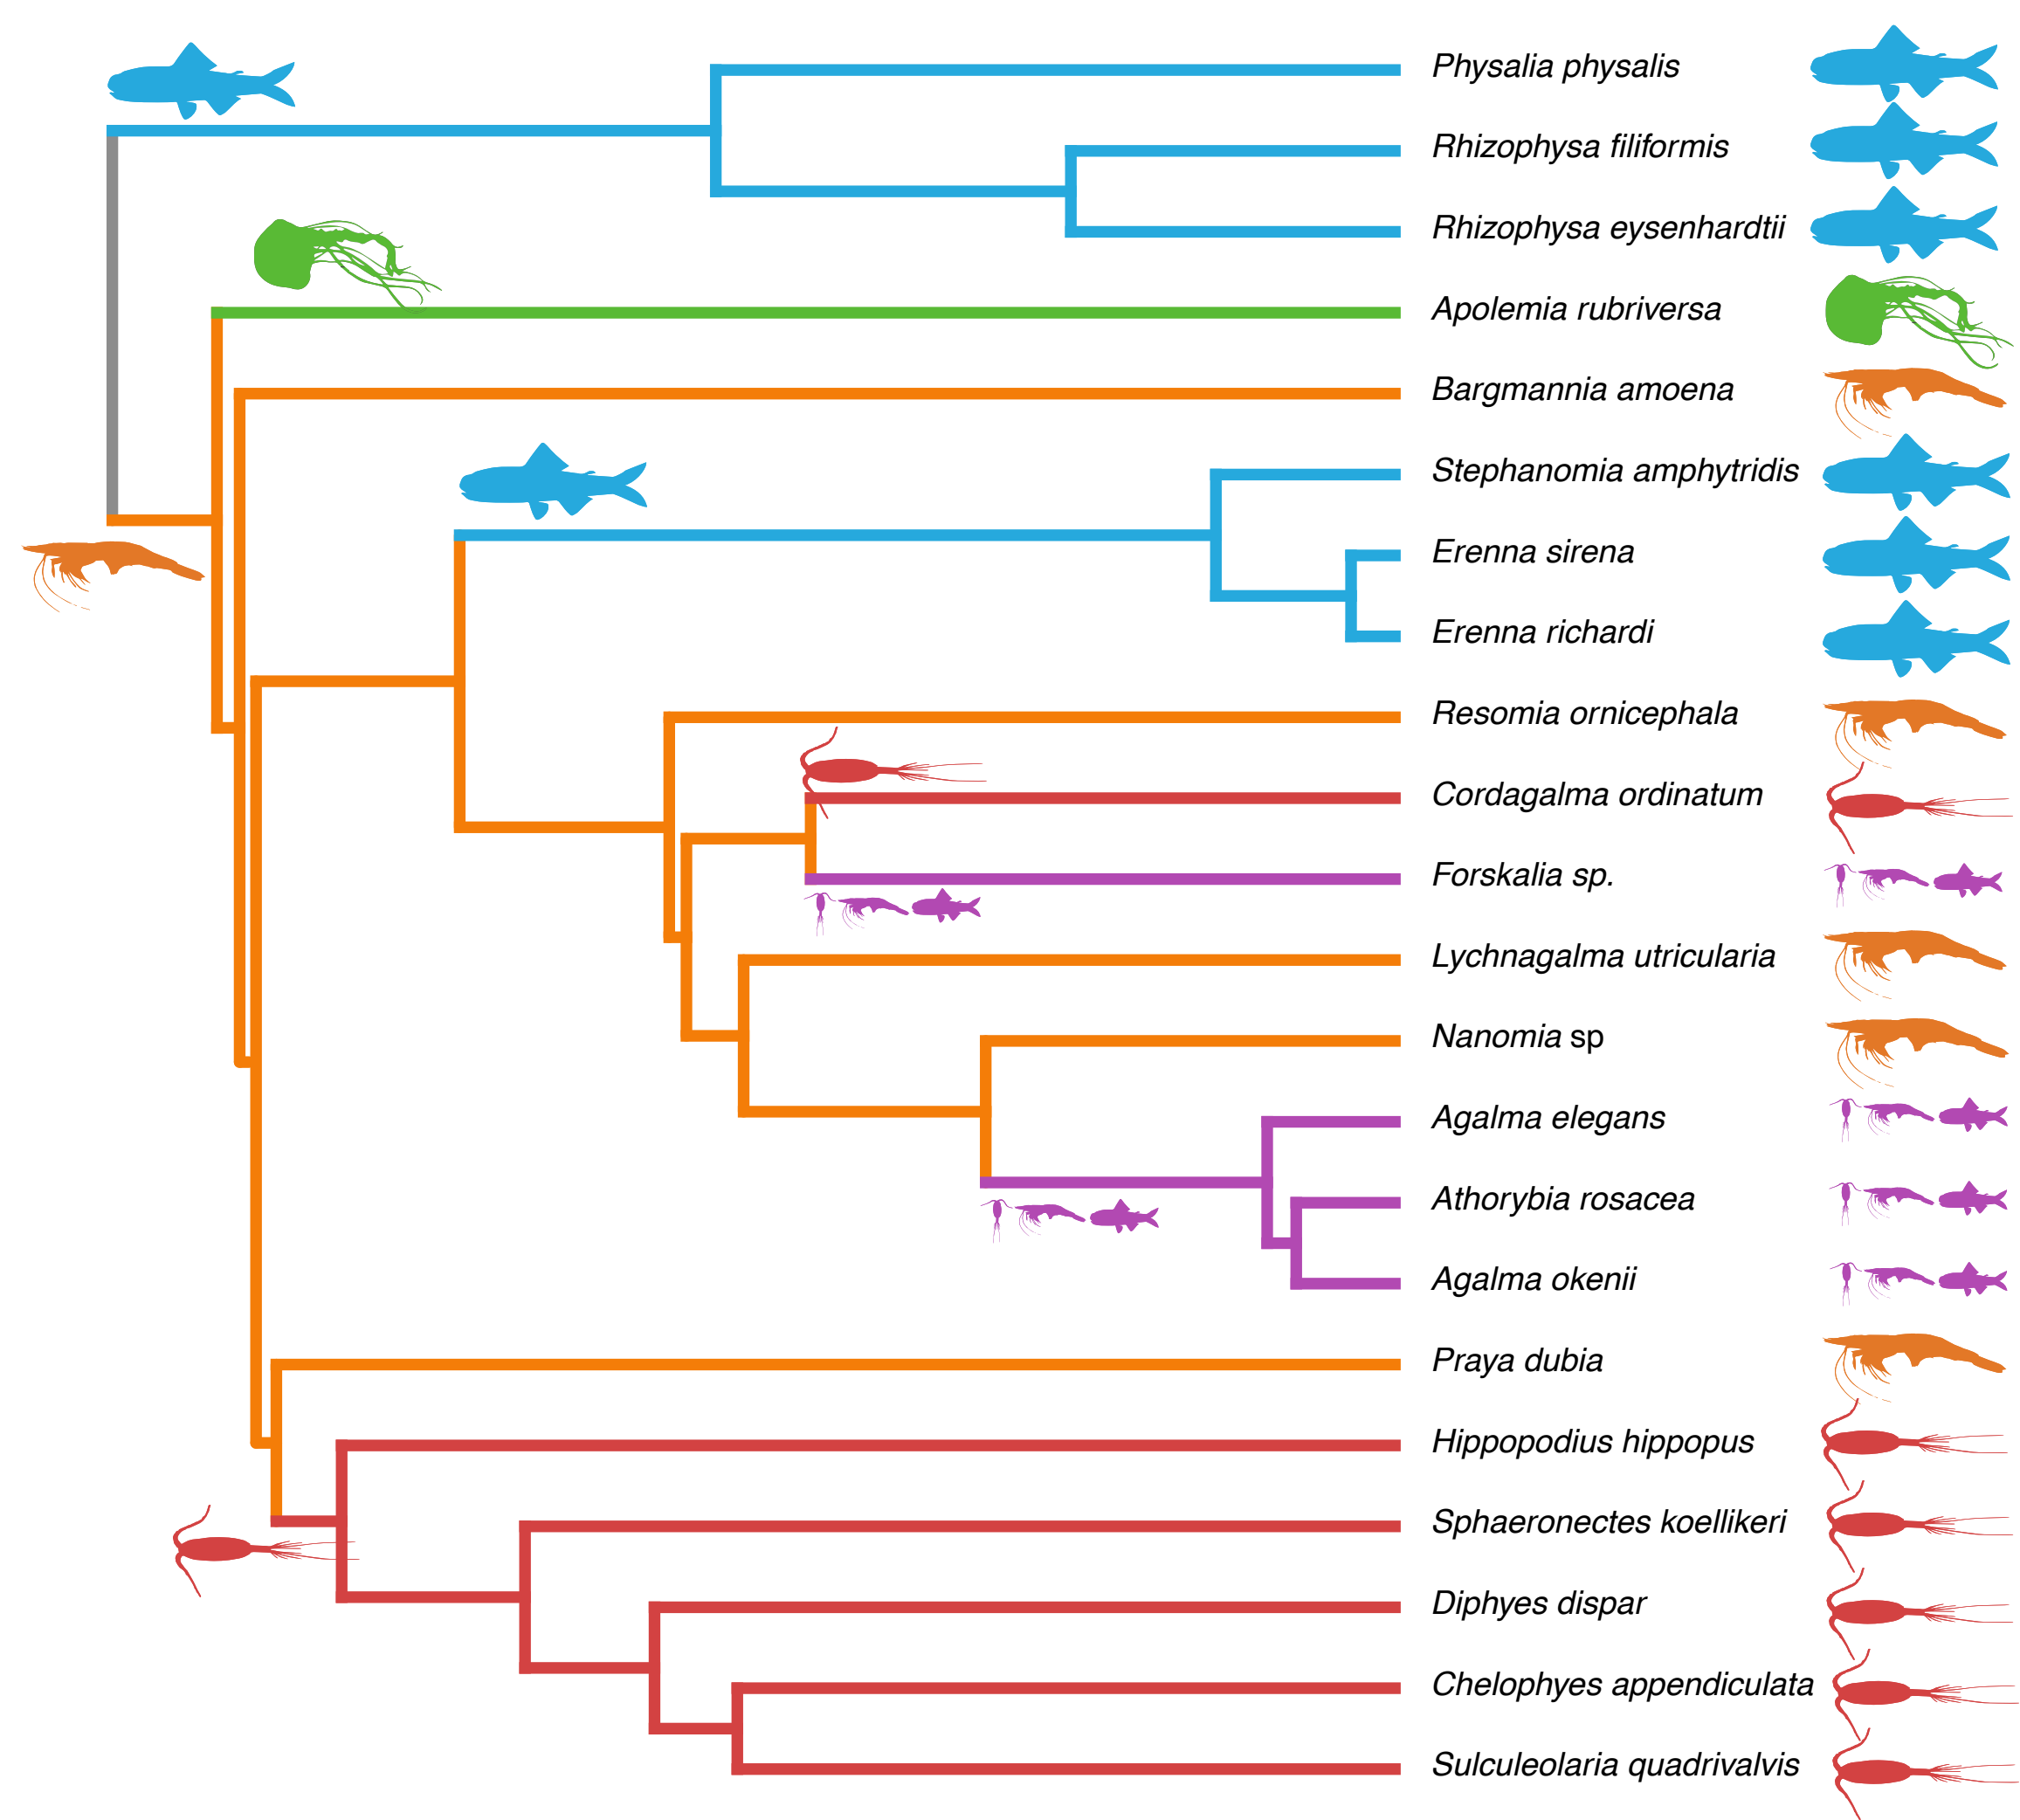 Physalia physalis
Rhizophysa filiformis
Rhizophysa eysenhardtii
Apolemia rubriversa
Bargmannia amoena
Stephanomia amphytridis
Erenna sirena
Erenna richardi
Resomia ornicephala
Cordagalma ordinatum
Forskalia sp.
Lychnagalma utricularia
Nanomia sp
Agalma elegans
Athorybia rosacea
Agalma okenii
Praya dubia
Hippopodius hippopus
Sphaeronectes koellikeri
Diphyes dispar
Chelophyes appendiculata
Sulculeolaria quadrivalvis